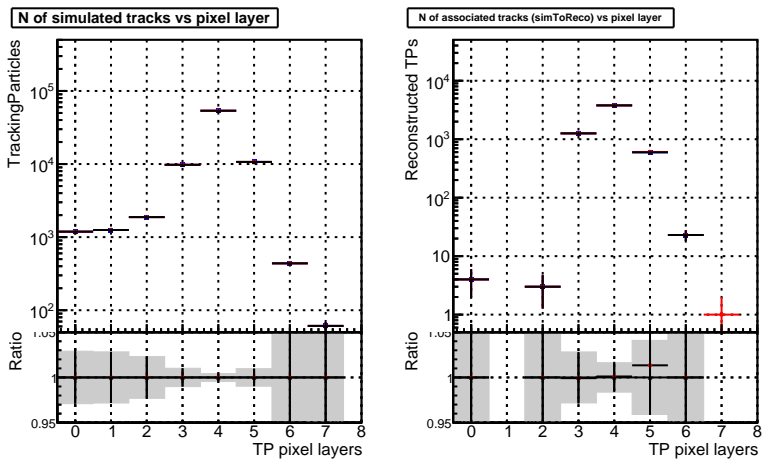 N of simulated tracks vs pixel layer
TrackingParticles
10^5
10^4
10^3
10^2
Ratio
1.05
1
0.95
0 1 2 3 4 5 6 7 8
TP pixel layers
N of associated tracks (simToReco) vs pixel layer
Reconstructed TPs
10^4
10^3
10^2
10
1
Ratio
1.05
1
0.95
0 1 2 3 4 5 6 7 8
TP pixel layers